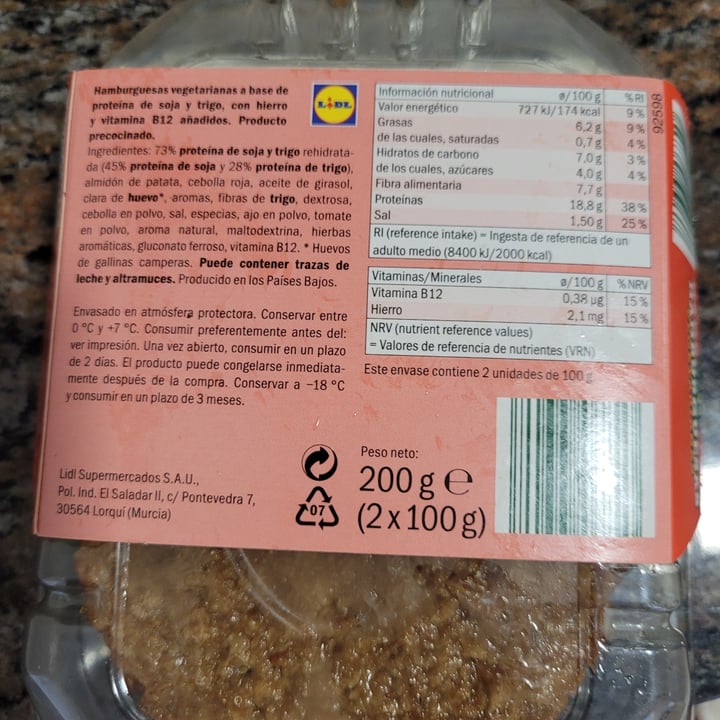 Hamburguesas vegetarianas a base de
proteína de soja y trigo, con hierro
y vitamina B12 añadidos. Producto
precocinado.
Ingredientes: 73% proteína de soja y trigo rehidrata-
da (45% proteína de soja y 28% proteína de trigo),
almidón de patata, cebolla roja, aceite de girasol,
clara de huevo*, aromas, fibras de trigo, dextrosa,
cebolla en polvo, sal, especias, ajo en polvo, tomate
en polvo, aroma natural, maltodextrina, hierbas
aromáticas, gluconato ferroso, vitamina B12. * Huevos
de gallinas camperas. Puede contener trazas de
leche y altramuces. Producido en los Países Bajos.
Envasado en atmósfera protectora. Conservar entre
0 °C y +7 °C. Consumir preferentemente antes del:
ver impresión. Una vez abierto, consumir en un plazo
de 2 días. El producto puede congelarse inmediata-
mente después de la compra. Conservar a −18 °C
y consumir en un plazo de 3 meses.
Lidl Supermercados S.A.U.,
Pol. Ind. El Saladar II, c/ Pontevedra 7,
30564 Lorquí (Murcia)
LIDL
Información nutricional ø/100 g %RI
Valor energético 727 kJ/174 kcal 9%
Grasas 6,2 g 9%
de las cuales, saturadas 0,7 g 4%
Hidratos de carbono 7,0 g 3%
de los cuales, azúcares 4,0 g 4%
Fibra alimentaria 7,7 g
Proteínas 18,8 g 38%
Sal 1,50 g 25%
RI (reference intake) = Ingesta de referencia de un
adulto medio (8400 kJ/2000 kcal)
Vitaminas/Minerales ø/100 g %NRV
Vitamina B12 0,38 µg 15%
Hierro 2,1 mg 15%
NRV (nutrient reference values)
= Valores de referencia de nutrientes (VRN)
Este envase contiene 2 unidades de 100 g
92598
07
Peso neto:
200 g e
(2 x 100 g)